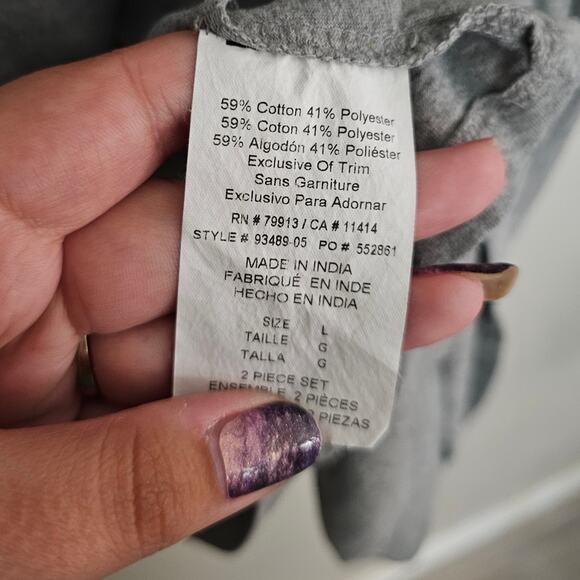 59% Cotton 41% Polyester
59% Coton 41% Polyester
59% Algodón 41% Poliéster
Exclusive Of Trim
Sans Garniture
Exclusivo Para Adornar
RN # 79913 / CA # 11414
STYLE # 93489-05 PO # 552861
MADE IN INDIA
FABRIQUÉ EN INDE
HECHO EN INDIA
SIZE L
TAILLE G
TALLA G
2 PIECE SET
ENSEMBLE 2 PIÈCES
2 PIEZAS